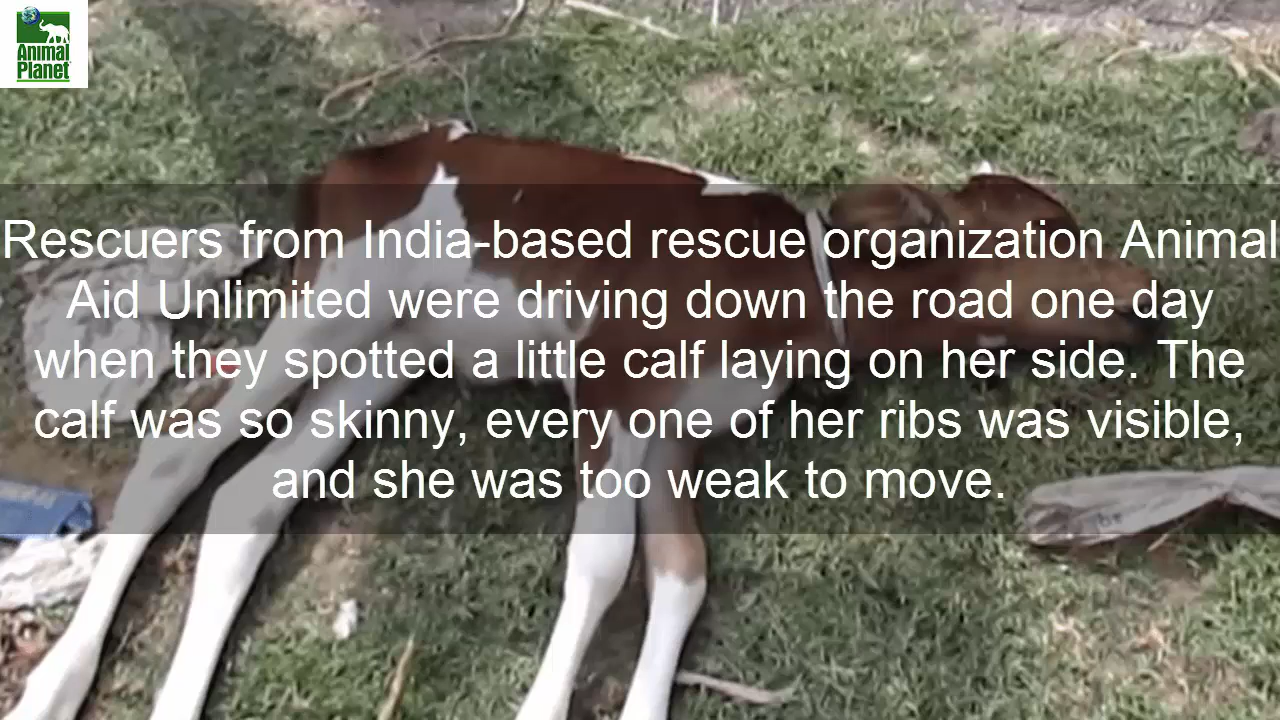 Animal
Planet
Rescuers from India-based rescue organization Animal
Aid Unlimited were driving down the road one day
when they spotted a little calf laying on her side. The
calf was so skinny, every one of her ribs was visible,
and she was too weak to move.